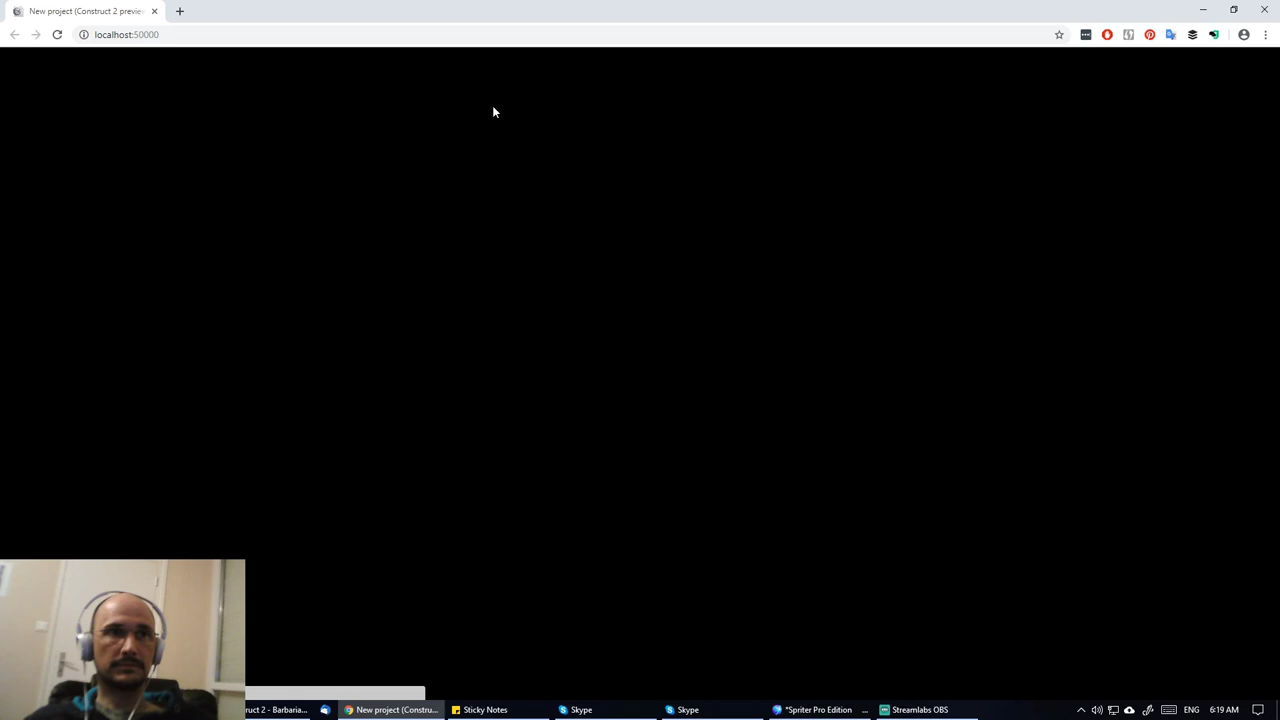 New project (Construct 2 previe
localhost:50000
ruct 2 - Barbaria...
New project (Constru...
Sticky Notes
Skype
Skype
*Spriter Pro Edition ...
Streamlabs OBS
ENG
6:19 AM